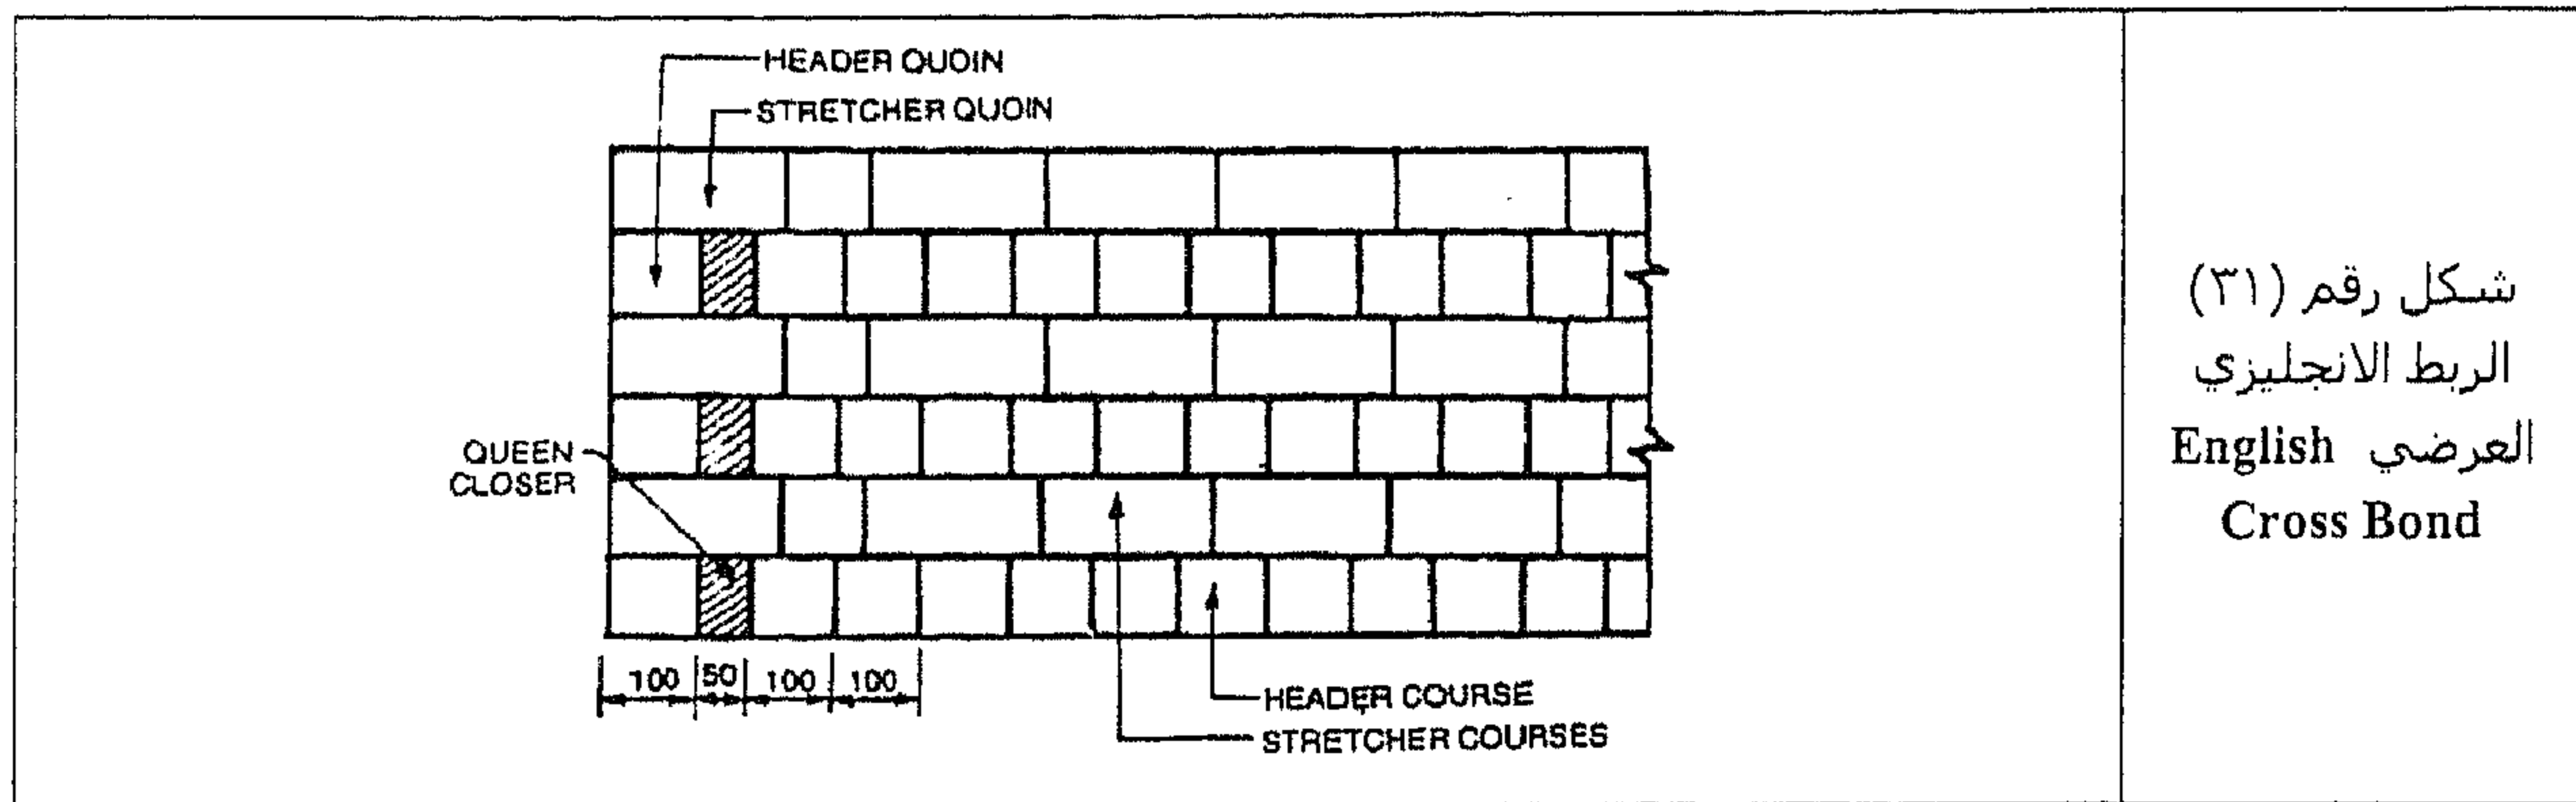 HEADER QUOIN
STRETCHER QUOIN
QUEEN
CLOSER
100 50 100 100
HEADER COURSE
STRETCHER COURSES
شكل رقم (٣١)
الربط الانجليزي
العرضي English
Cross Bond